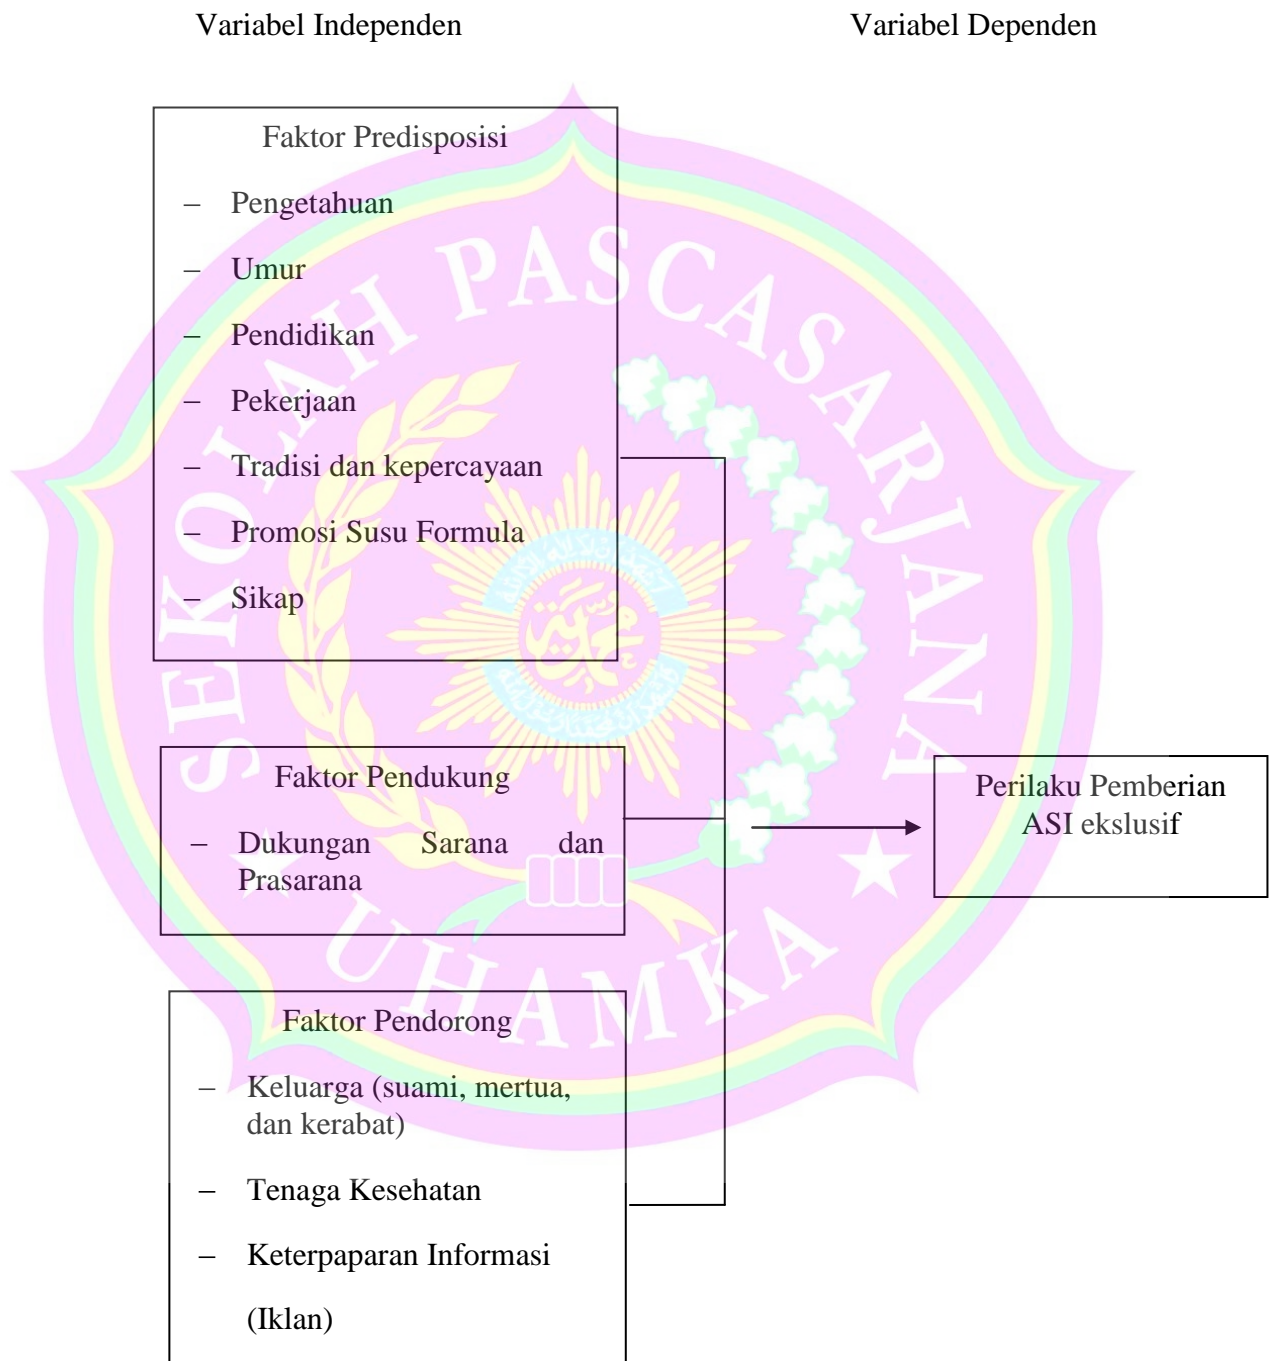 Variabel Independen
Variabel Dependen
Faktor Predisposisi
– Pengetahuan
– Umur
– Pendidikan
– Pekerjaan
– Tradisi dan kepercayaan
– Promosi Susu Formula
– Sikap
Faktor Pendukung
– Dukungan Sarana dan
Prasarana
Faktor Pendorong
– Keluarga (suami, mertua,
dan kerabat)
– Tenaga Kesehatan
– Keterpaparan Informasi
(Iklan)
Perilaku Pemberian
ASI ekslusif
SEKOLAH PASCASARJANA
UHAMKA